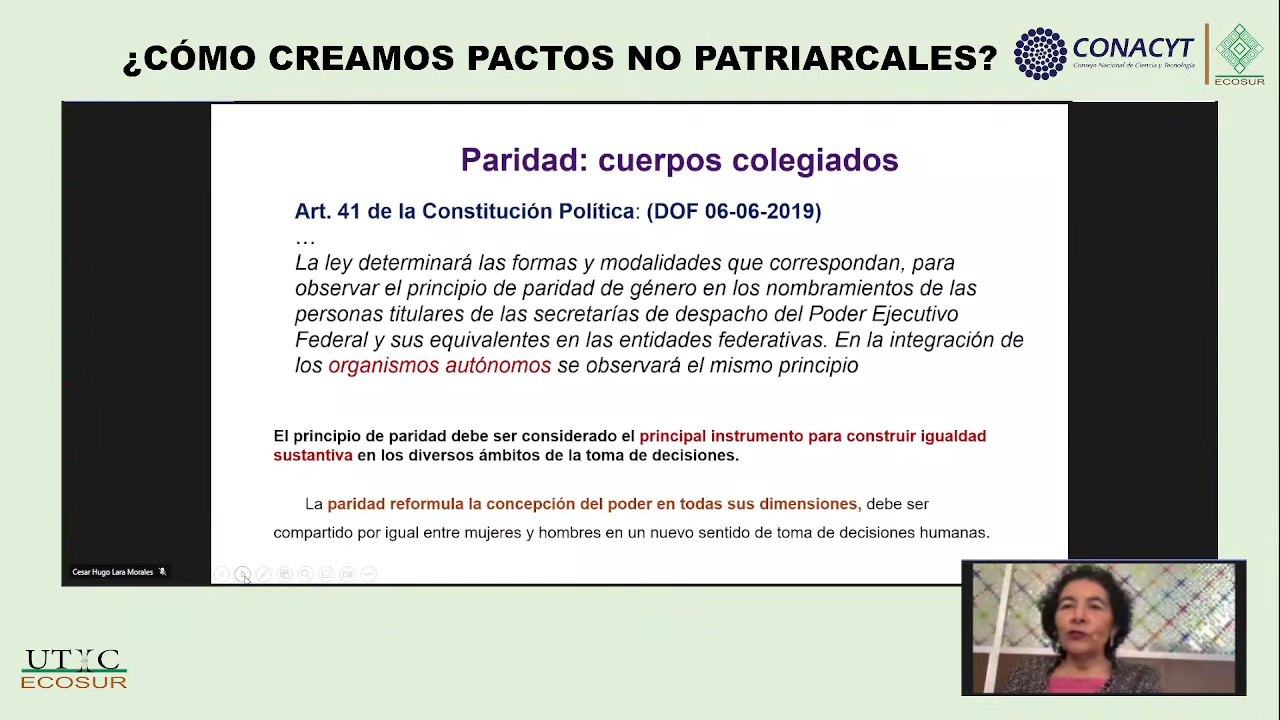 ¿CÓMO CREAMOS PACTOS NO PATRIARCALES?
CONACYT
Consejo Nacional de Ciencia y Tecnología
ECOSUR
Paridad: cuerpos colegiados
Art. 41 de la Constitución Política: (DOF 06-06-2019)
…
La ley determinará las formas y modalidades que correspondan, para
observar el principio de paridad de género en los nombramientos de las
personas titulares de las secretarías de despacho del Poder Ejecutivo
Federal y sus equivalentes en las entidades federativas. En la integración de
los organismos autónomos se observará el mismo principio
El principio de paridad debe ser considerado el principal instrumento para construir igualdad
sustantiva en los diversos ámbitos de la toma de decisiones.
La paridad reformula la concepción del poder en todas sus dimensiones, debe ser
compartido por igual entre mujeres y hombres en un nuevo sentido de toma de decisiones humanas.
Cesar Hugo Lara Morales
UTIC
ECOSUR